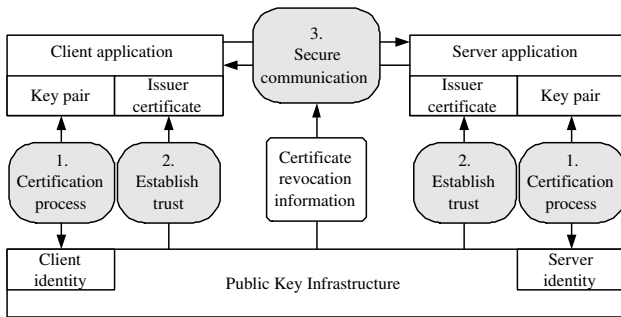 3.
Secure
communication
Client application
Server application
Key pair
Issuer
certificate
Issuer
certificate
Key pair
1.
Certification
process
2.
Establish
trust
Certificate
revocation
information
2.
Establish
trust
1.
Certification
process
Client
identity
Public Key Infrastructure
Server
identity